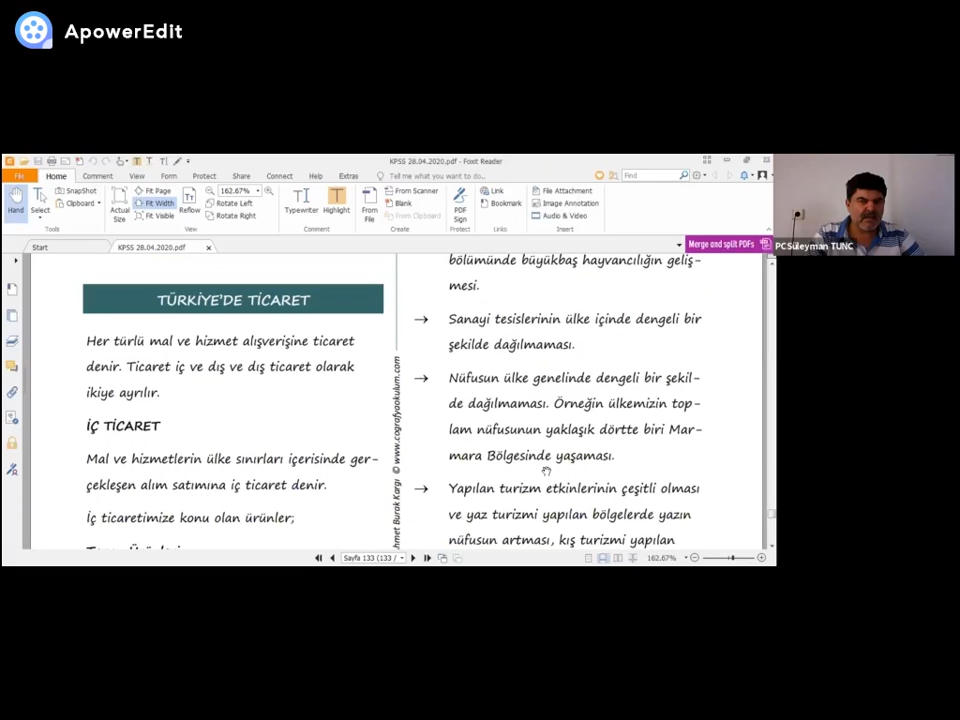 ApowerEdit
KPSS 28.04.2020.pdf - Foxit Reader
File Home Comment View Form Protect Share Connect Help Extras Tell me what you want to do.. Find
Hand
Select
SnapShot
Clipboard
Actual Size
Fit Page
Fit Width
Fit Visible
Reflow
162.67%
Rotate Left
Rotate Right
Typewriter
Highlight
From File
From Scanner
Blank
From Clipboard
PDF Sign
Link
Bookmark
File Attachment
Image Annotation
Audio & Video
Tools View Comment Create Protect Links Insert
Start KPSS 28.04.2020.pdf
Merge and split PDFs
PCSüleyman TUNC
TÜRKİYE'DE TİCARET
Her türlü mal ve hizmet alışverişine ticaret
denir. Ticaret iç ve dış ve dış ticaret olarak
ikiye ayrılır.
İÇ TİCARET
Mal ve hizmetlerin ülke sınırları içerisinde ger-
çekleşen alım satımına iç ticaret denir.
İç ticaretimize konu olan ürünler;
hmet Burak Kargı © www.cografyaokulum.com
bölümünde büyükbaş hayvancılığın geliş-
mesi.
→ Sanayi tesislerinin ülke içinde dengeli bir
şekilde dağılmaması.
→ Nüfusun ülke genelinde dengeli bir şekil-
de dağılmaması. Örneğin ülkemizin top-
lam nüfusunun yaklaşık dörtte biri Mar-
mara Bölgesinde yaşaması.
→ Yapılan turizm etkinlerinin çeşitli olması
ve yaz turizmi yapılan bölgelerde yazın
nüfusun artması, kış turizmi yapılan
Sayfa 133 (133 /
162.67%